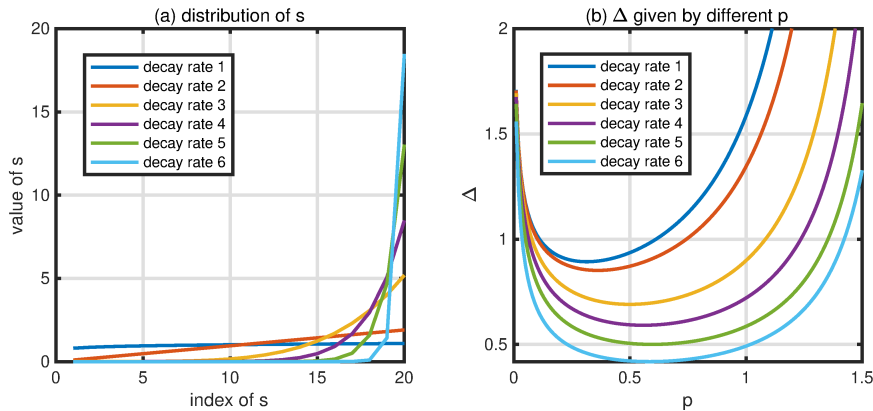 (a) distribution of s
20
15
10
5
0
0
5
10
15
20
value of s
index of s
decay rate 1
decay rate 2
decay rate 3
decay rate 4
decay rate 5
decay rate 6
(b) Δ given by different p
2
1.5
1
0.5
0
0.5
1
1.5
Δ
p
decay rate 1
decay rate 2
decay rate 3
decay rate 4
decay rate 5
decay rate 6